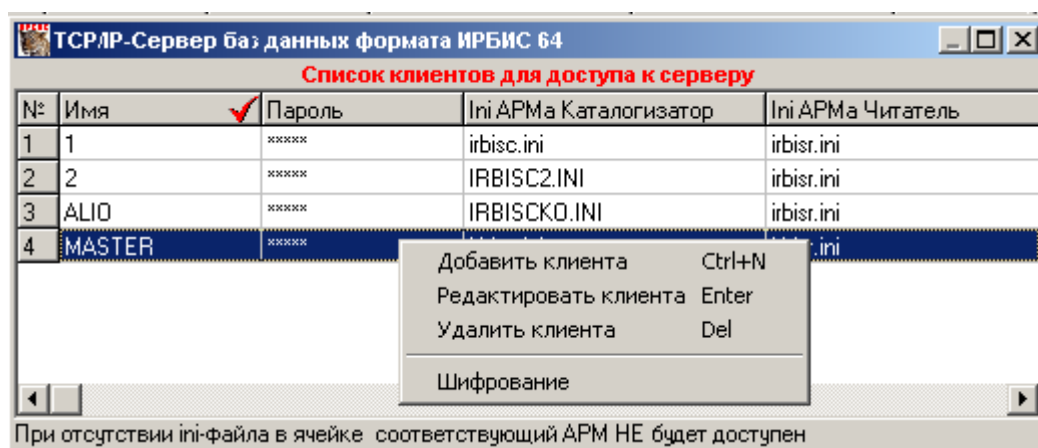 TCP/IP-Сервер баз данных формата ИРБИС 64
Список клиентов для доступа к серверу
№ Имя Пароль Ini АРМа Каталогизатор Ini АРМа Читатель
1 1 ***** irbisc.ini irbisr.ini
2 2 ***** IRBISC2.INI irbisr.ini
3 ALIO ***** IRBISCKO.INI irbisr.ini
4 MASTER ***** .ini
Добавить клиента Ctrl+N
Редактировать клиента Enter
Удалить клиента Del
Шифрование
При отсутствии ini-файла в ячейке соответствующий АРМ НЕ будет доступен